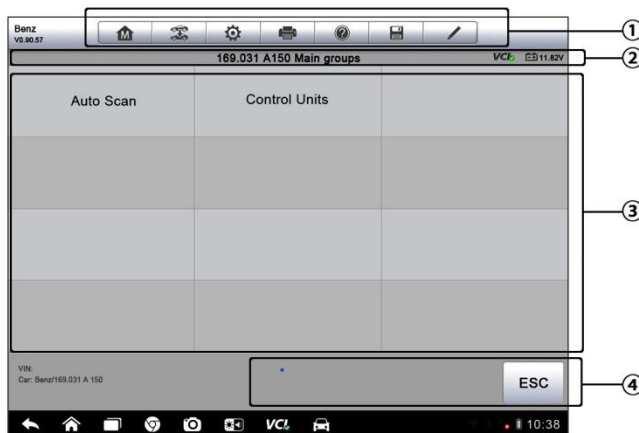 Benz
V0.90.57
M
①
169.031 A150 Main groups
VCI
11.62V
②
Auto Scan
Control Units
③
VIN:
Car: Benz/169.031 A 150
ESC
④
VCI
10:38